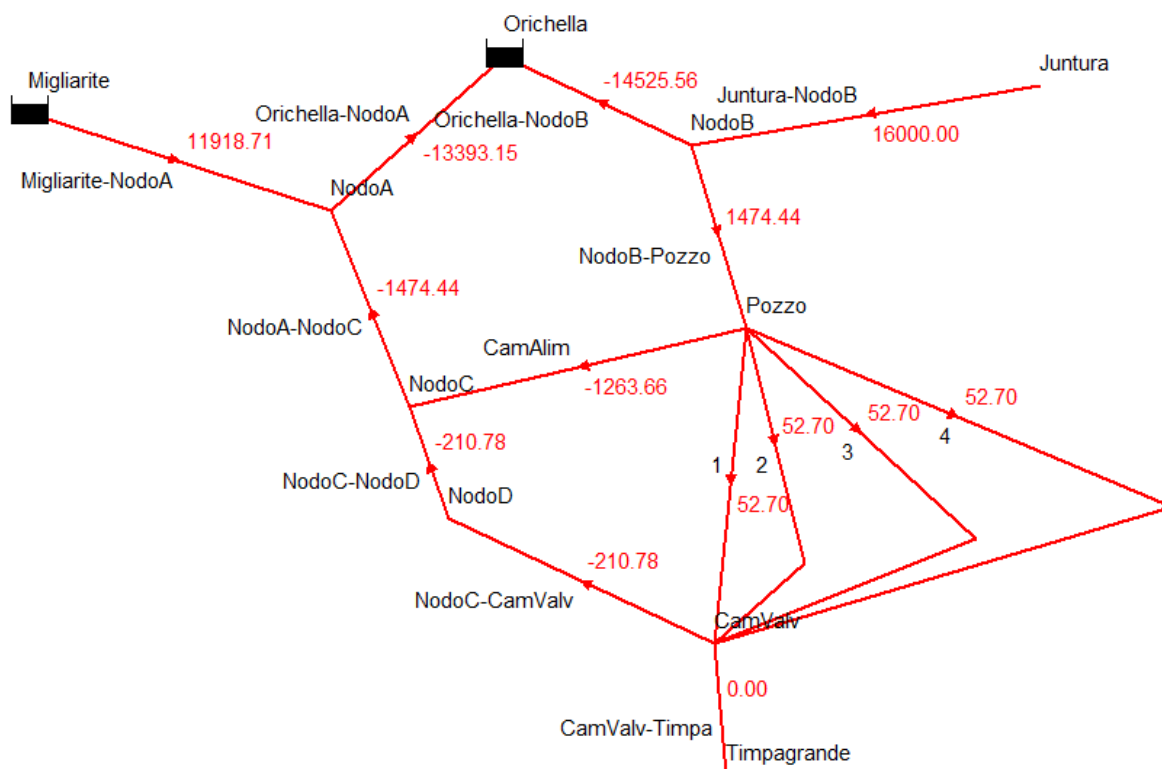 Orichella
Migliarite
Juntura
-14525.56
Juntura-NodoB
Orichella-NodoA
Orichella-NodoB
NodoB
16000.00
11918.71
-13393.15
Migliarite-NodoA
NodoA
1474.44
NodoB-Pozzo
-1474.44
Pozzo
NodoA-NodoC
CamAlim
NodoC
-1263.66
52.70
52.70
52.70
4
3
-210.78
1
2
NodoC-NodoD
NodoD
52.70
-210.78
NodoC-CamValv
CamValv
0.00
CamValv-Timpa
Timpagrande